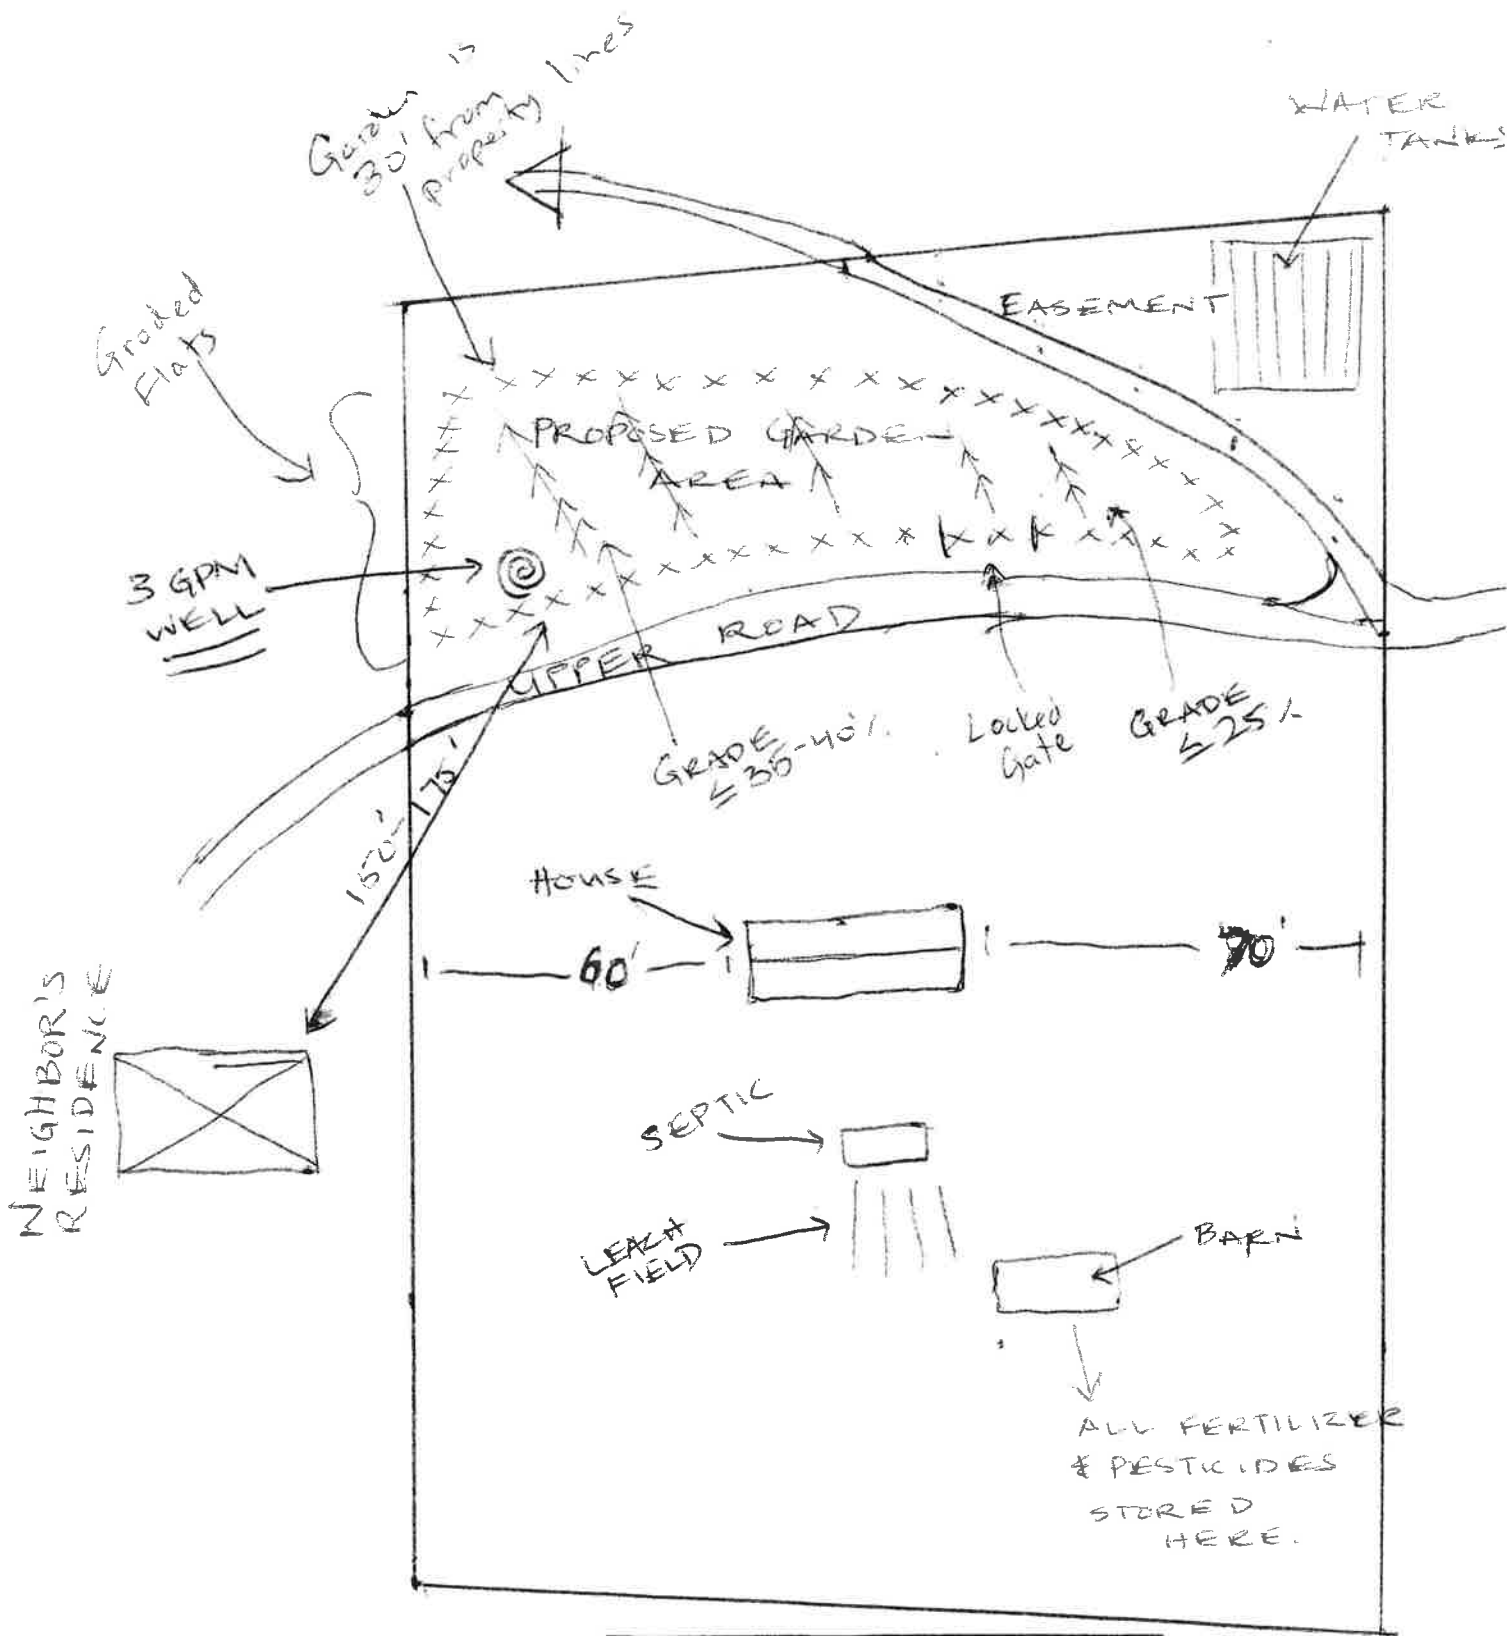 Garden is
30' from
property lines
WATER
TANKS
EASEMENT
Graded
Flats
PROPOSED GARDEN
AREA
3 GPM
WELL
UPPER ROAD
GRADE
≤ 35-40%
Locked
Gate
GRADE
≤ 25%
150'-175'
HOUSE
60'
70'
NEIGHBOR'S
RESIDENCE
SEPTIC
LEACH
FIELD
BARN
ALL FERTILIZER
& PESTICIDES
STORED
HERE.